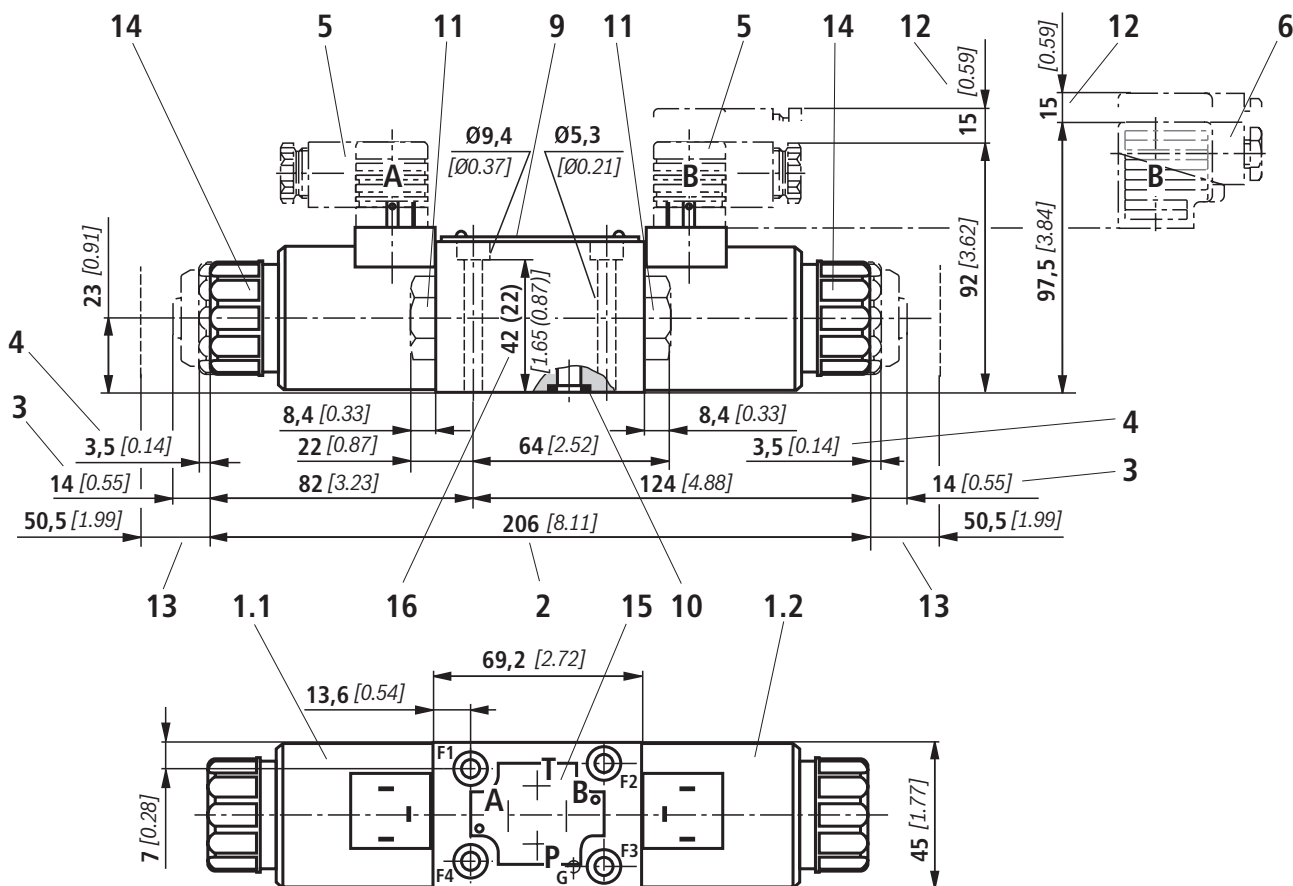 14 5 11 9 11 5 14 12 12 6
[0.59] [0.59]
15 15
Ø9,4 Ø5,3
[Ø0.37] [Ø0.21]
A B B
23 [0.91]
42 (22)
[1.65 (0.87)]
92 [3.62]
97,5 [3.84]
4
8,4 [0.33] 8,4 [0.33]
4
3
3,5 [0.14] 22 [0.87] 64 [2.52] 3,5 [0.14]
3
14 [0.55] 82 [3.23] 124 [4.88] 14 [0.55]
50,5 [1.99] 206 [8.11] 50,5 [1.99]
13 1.1 16 2 15 10 1.2 13
69,2 [2.72]
13,6 [0.54]
F1 T F2
A B
7 [0.28]
45 [1.77]
F4 P G F3